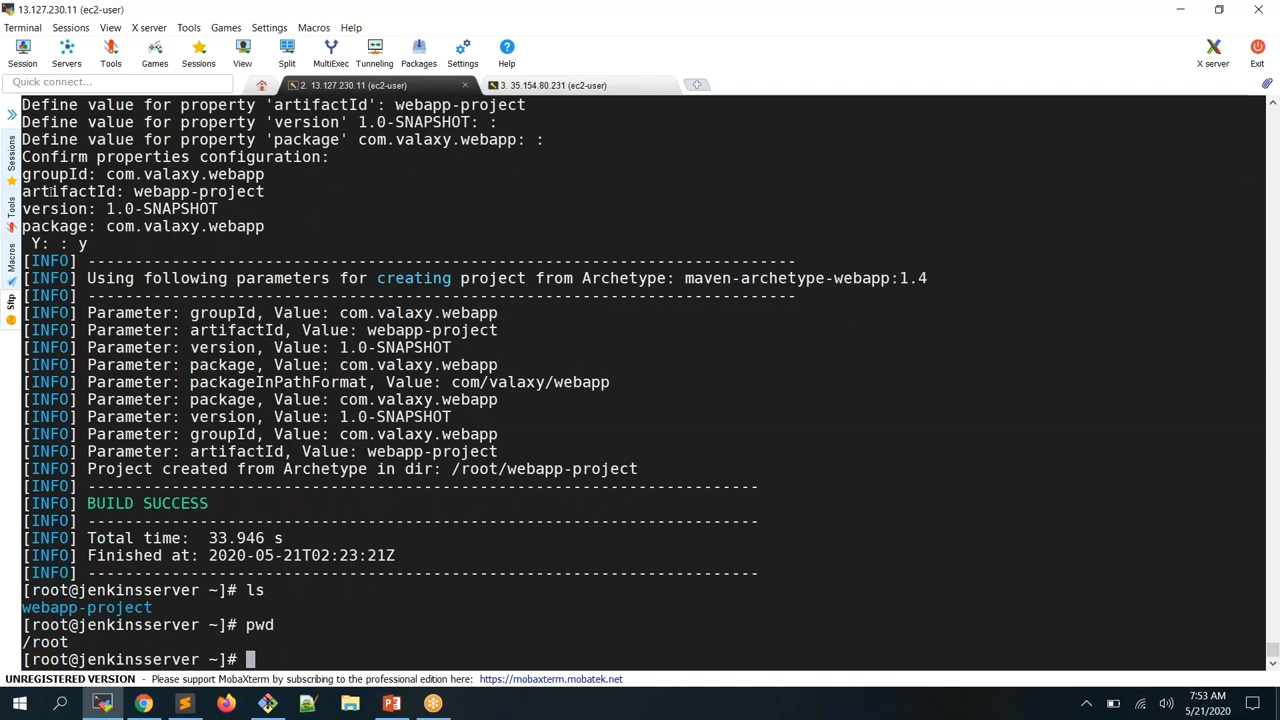 13.127.230.11 (ec2-user)
Terminal Sessions View X server Tools Games Settings Macros Help
Session Servers Tools Games Sessions View Split MultiExec Tunneling Packages Settings Help X server Exit
Quick connect...
2. 13.127.230.11 (ec2-user)
3. 35.154.80.231 (ec2-user)
Sessions
Tools
Macros
Sftp
Define value for property 'artifactId': webapp-project
Define value for property 'version' 1.0-SNAPSHOT: :
Define value for property 'package' com.valaxy.webapp: :
Confirm properties configuration:
groupId: com.valaxy.webapp
artifactId: webapp-project
version: 1.0-SNAPSHOT
package: com.valaxy.webapp
Y: : y
[INFO] ----------------------------------------------------------------------------
[INFO] Using following parameters for creating project from Archetype: maven-archetype-webapp:1.4
[INFO] ----------------------------------------------------------------------------
[INFO] Parameter: groupId, Value: com.valaxy.webapp
[INFO] Parameter: artifactId, Value: webapp-project
[INFO] Parameter: version, Value: 1.0-SNAPSHOT
[INFO] Parameter: package, Value: com.valaxy.webapp
[INFO] Parameter: packageInPathFormat, Value: com/valaxy/webapp
[INFO] Parameter: package, Value: com.valaxy.webapp
[INFO] Parameter: version, Value: 1.0-SNAPSHOT
[INFO] Parameter: groupId, Value: com.valaxy.webapp
[INFO] Parameter: artifactId, Value: webapp-project
[INFO] Project created from Archetype in dir: /root/webapp-project
[INFO] ------------------------------------------------------------------------
[INFO] BUILD SUCCESS
[INFO] ------------------------------------------------------------------------
[INFO] Total time:  33.946 s
[INFO] Finished at: 2020-05-21T02:23:21Z
[INFO] ------------------------------------------------------------------------
[root@jenkinsserver ~]# ls
webapp-project
[root@jenkinsserver ~]# pwd
/root
[root@jenkinsserver ~]#
UNREGISTERED VERSION - Please support MobaXterm by subscribing to the professional edition here: https://mobaxterm.mobatek.net
7:53 AM
5/21/2020